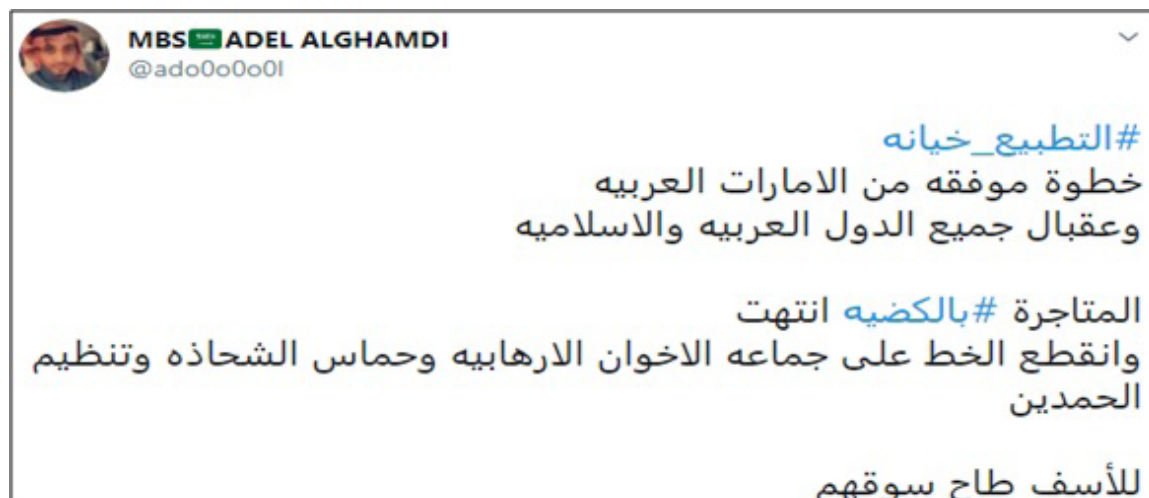 MBS🇸🇦ADEL ALGHAMDI
@ado0o0o0l
#التطبيع_خيانه
خطوة موفقه من الامارات العربيه
وعقبال جميع الدول العربيه والاسلاميه
المتاجرة #بالكضيه انتهت
وانقطع الخط على جماعه الاخوان الارهابيه وحماس الشحاذه وتنظيم
الحمدين
للأسف طاح سوقهم